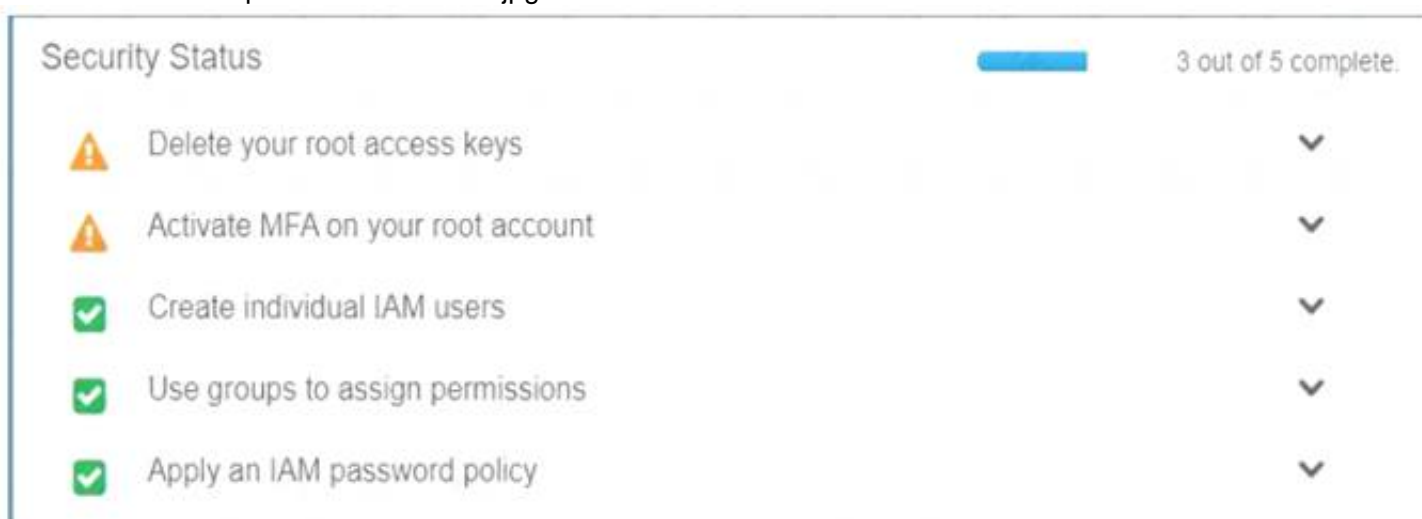 Security Status
3 out of 5 complete.
Delete your root access keys
Activate MFA on your root account
Create individual IAM users
Use groups to assign permissions
Apply an IAM password policy